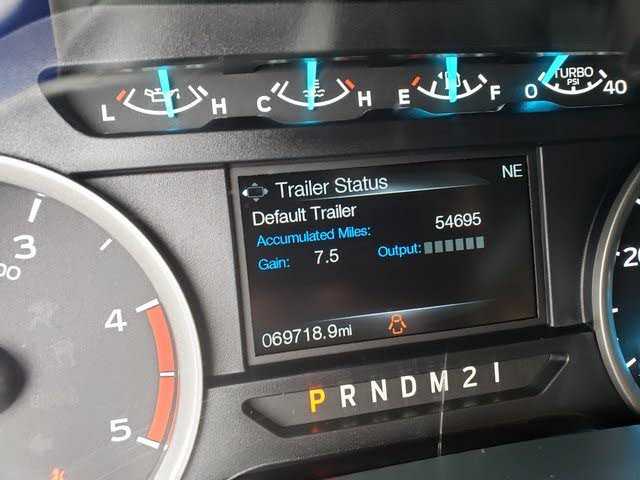 L H C H E F 0 TURBO PSI 40
Trailer Status NE
Default Trailer
Accumulated Miles: 54695
Gain: 7.5 Output:
069718.9mi
3
4
5
20
P R N D M 2 1